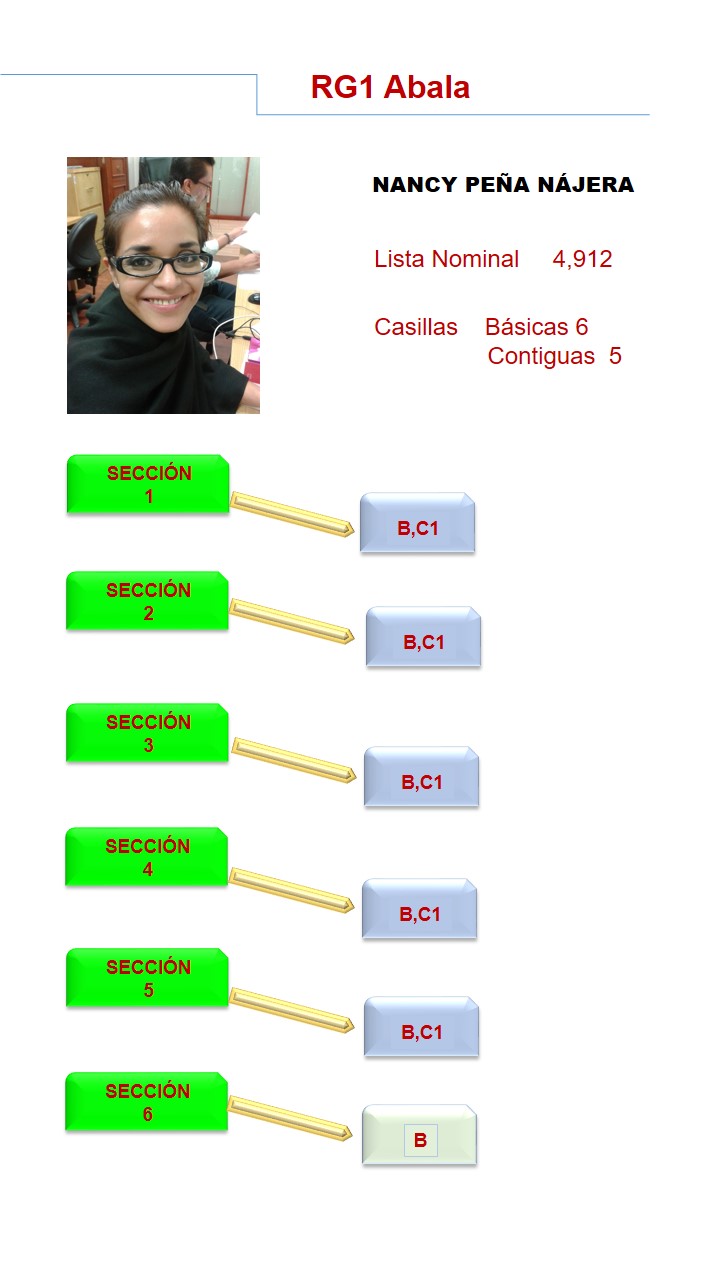 RG1 Abala
NANCY PEÑA NÁJERA
Lista Nominal 4,912
Casillas Básicas 6
Contiguas 5
SECCIÓN
1
B,C1
SECCIÓN
2
B,C1
SECCIÓN
3
B,C1
SECCIÓN
4
B,C1
SECCIÓN
5
B,C1
SECCIÓN
6
B